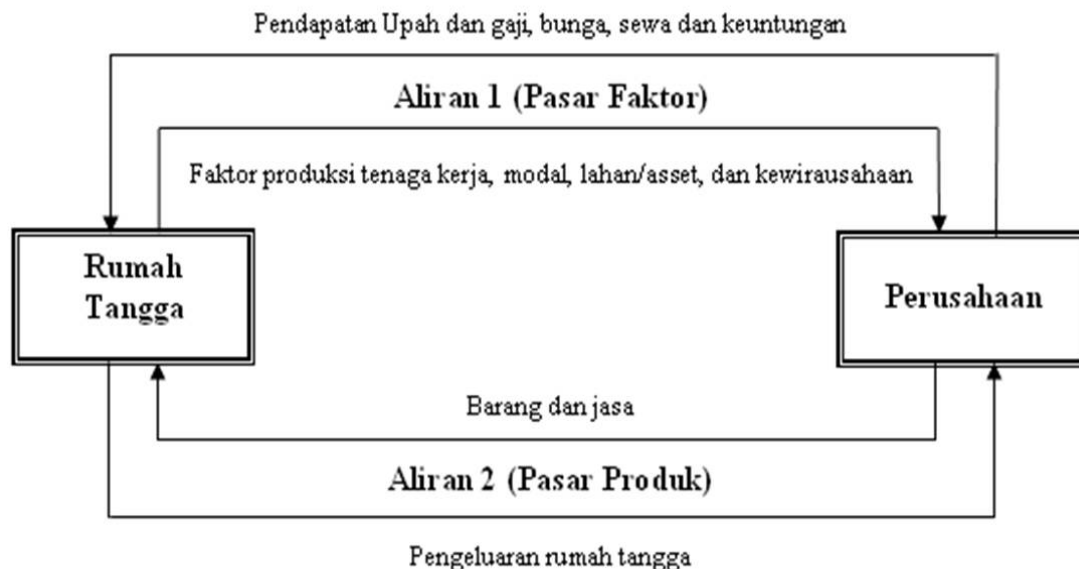 Pendapatan Upah dan gaji, bunga, sewa dan keuntungan
Aliran 1 (Pasar Faktor)
Faktor produksi tenaga kerja, modal, lahan/asset, dan kewirausahaan
Rumah
Tangga
Perusahaan
Barang dan jasa
Aliran 2 (Pasar Produk)
Pengeluaran rumah tangga